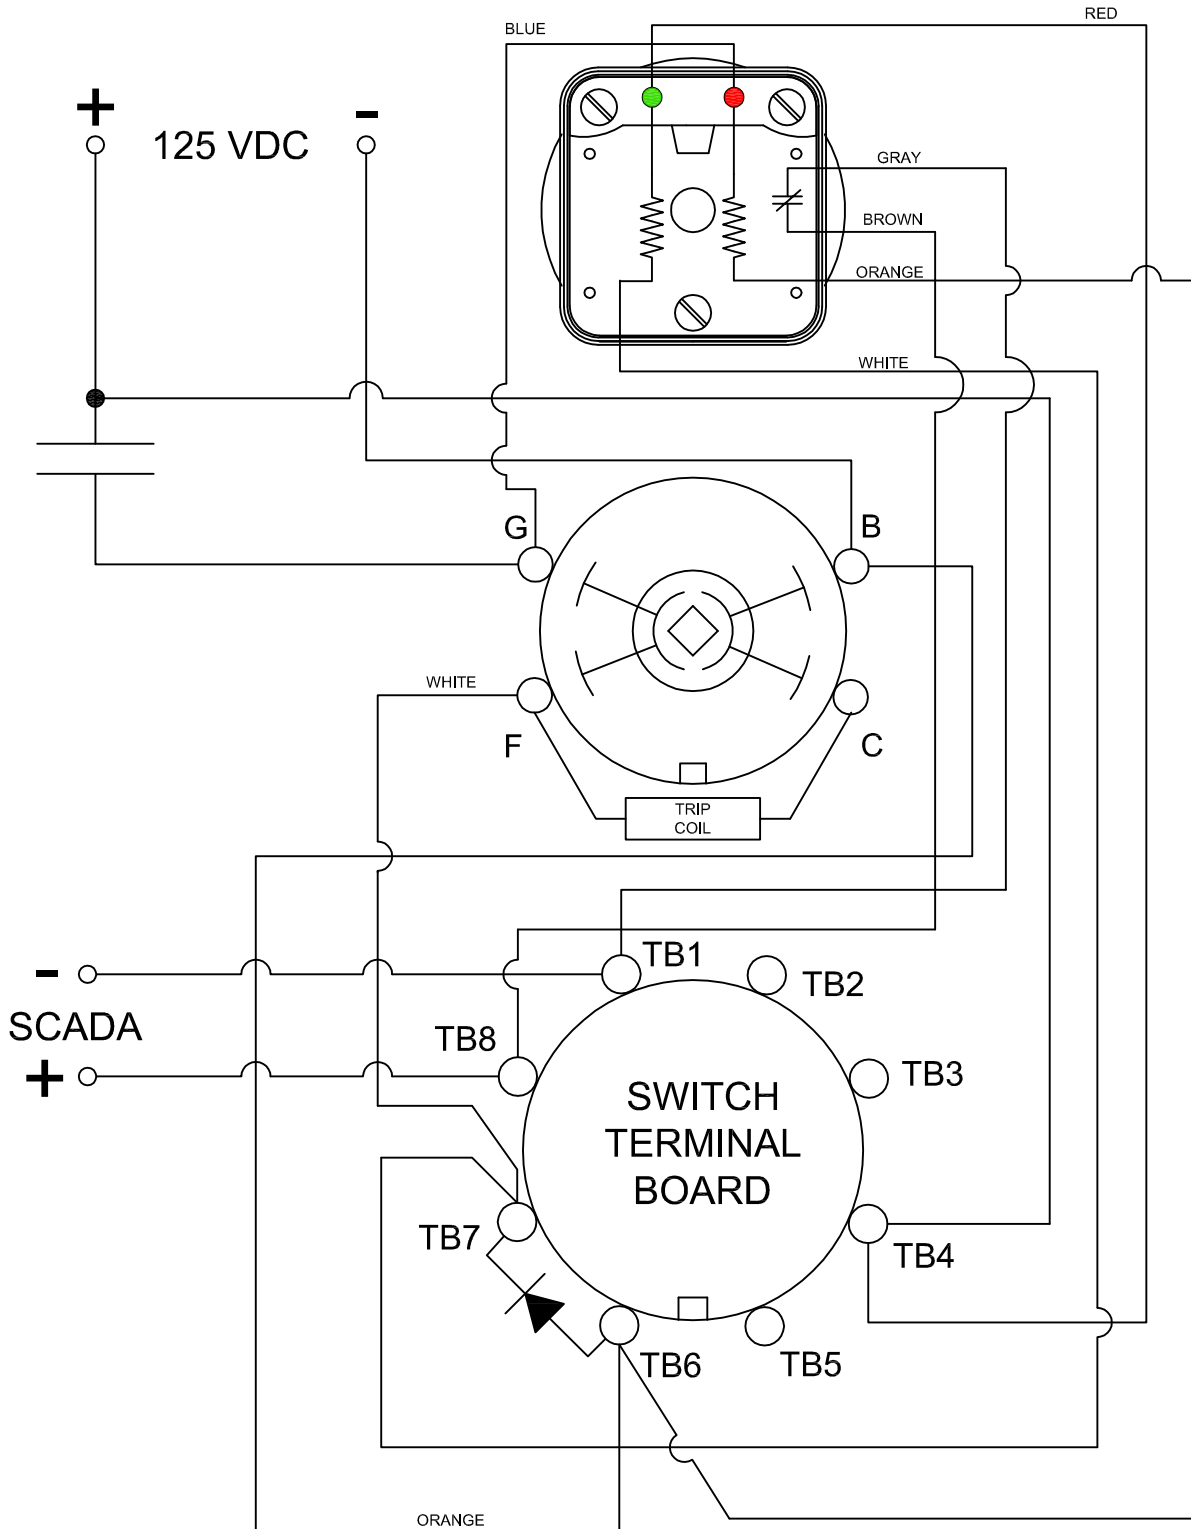 RED
BLUE
+
-
125 VDC
GRAY
BROWN
ORANGE
WHITE
G
B
WHITE
F
C
TRIP
COIL
TB1
TB2
-
SCADA
+
TB8
TB3
SWITCH
TERMINAL
BOARD
TB7
TB4
TB6
TB5
ORANGE